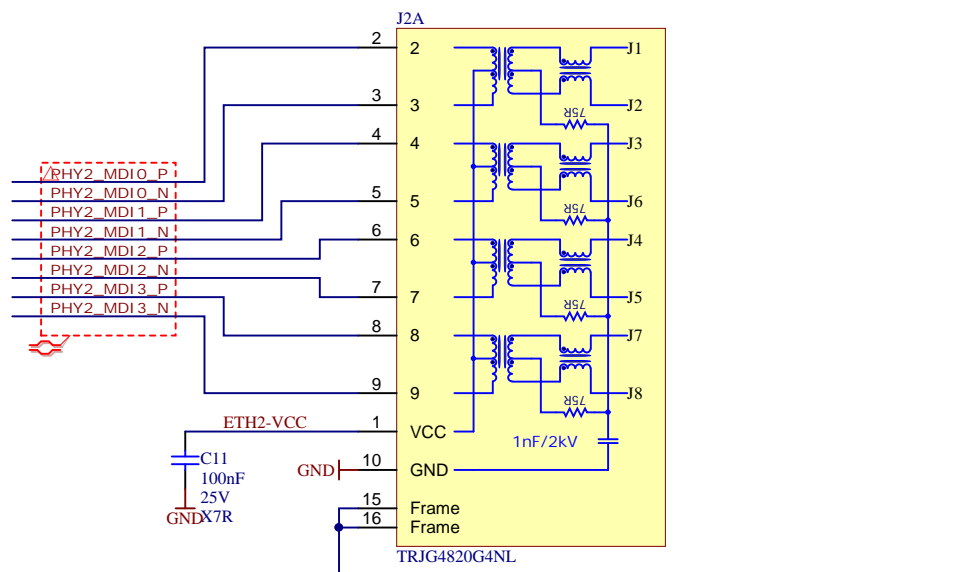 J2A
2 2 J1
3 3 J2
75R
4 4 J3
PHY2_MDI0_P
PHY2_MDI0_N
5 5 J6
PHY2_MDI1_P
75R
PHY2_MDI1_N
6 6 J4
PHY2_MDI2_P
PHY2_MDI2_N
7 7 J5
PHY2_MDI3_P
75R
PHY2_MDI3_N
8 8 J7
9 9 J8
75R
ETH2-VCC 1 VCC
1nF/2kV
C11
GND 10 GND
100nF
25V
15 Frame
GND X7R
16 Frame
TRJG4820G4NL